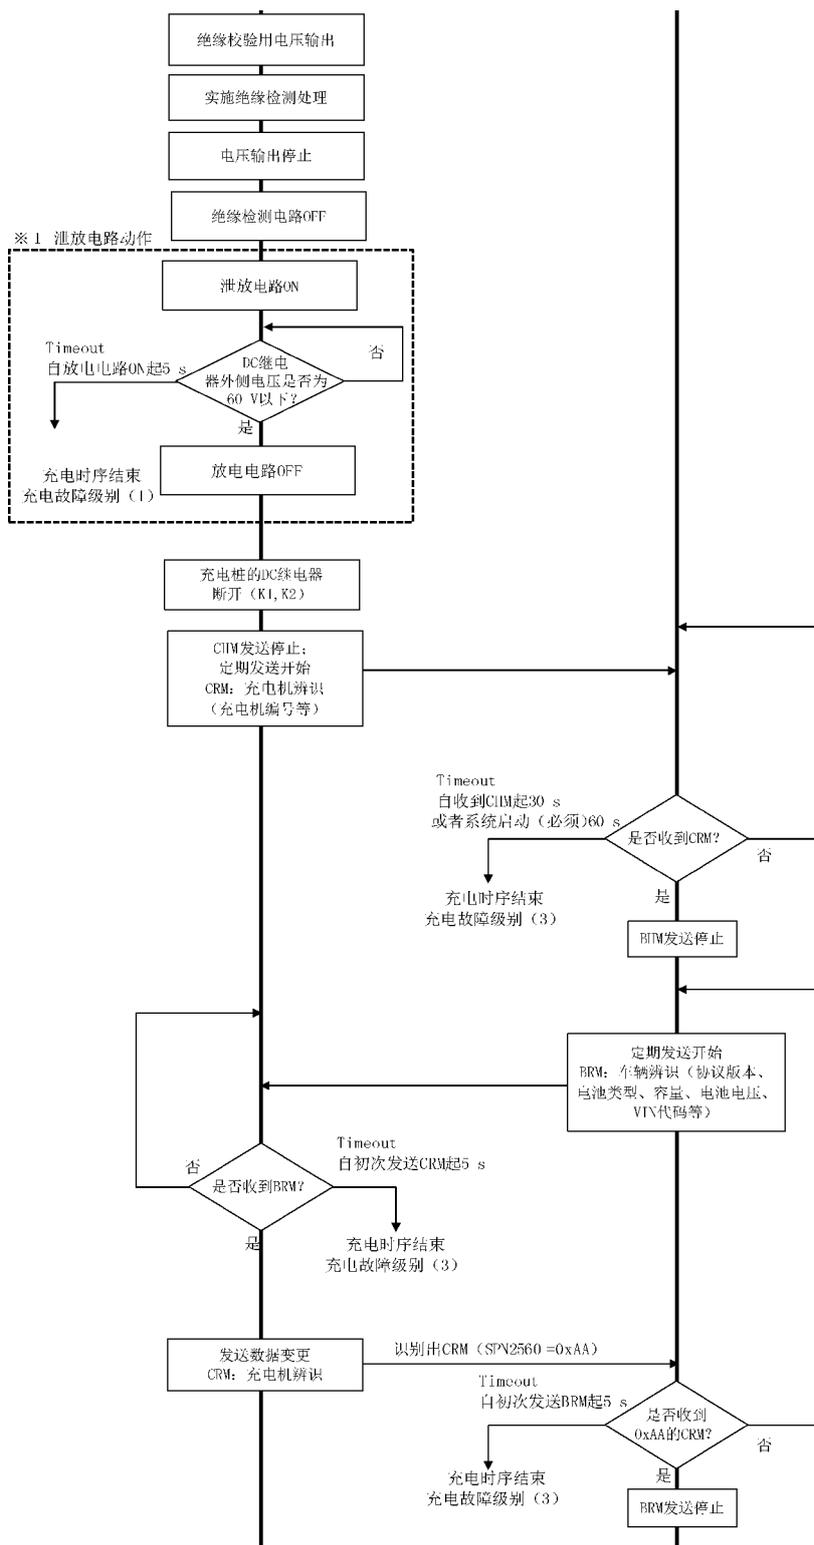 绝缘校验用电压输出
实施绝缘检测处理
电压输出停止
绝缘检测电路OFF
※1 泄放电路动作
泄放电路ON
Timeout
自放电电路ON起5 s
否
DC继电
器外侧电压是否为
60 V以下?
是
充电时序结束
充电故障级别（1）
放电电路OFF
充电桩的DC继电器
断开（K1,K2）
CHM发送停止;
定期发送开始
CRM: 充电机辨识
（充电机编号等）
Timeout
自收到CHM起30 s
或者系统启动（必须)60 s
是否收到CRM?
否
是
充电时序结束
充电故障级别（3）
BHM发送停止
定期发送开始
BRM: 车辆辨识（协议版本、
电池类型、容量、电池电压、
VIN代码等）
Timeout
自初次发送CRM起5 s
否
是否收到BRM?
是
充电时序结束
充电故障级别（3）
发送数据变更
CRM: 充电机辨识
识别出CRM（SPN2560=0xAA）
Timeout
自初次发送BRM起5 s
是否收到
0xAA的CRM?
否
是
充电时序结束
充电故障级别（3）
BRM发送停止